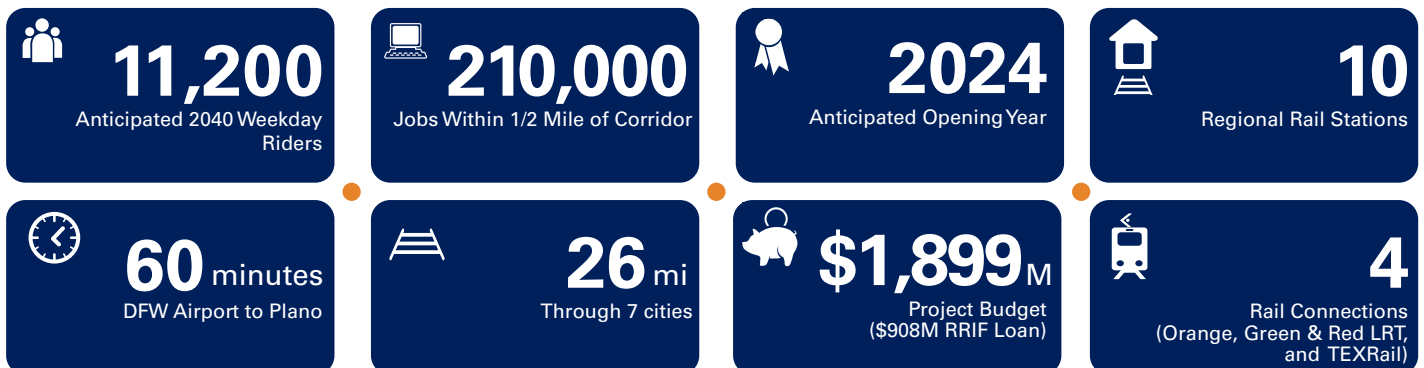 11,200
Anticipated 2040 Weekday
Riders
210,000
Jobs Within 1/2 Mile of Corridor
2024
Anticipated Opening Year
10
Regional Rail Stations
60 minutes
DFW Airport to Plano
26 mi
Through 7 cities
$1,899 M
Project Budget
($908M RRIF Loan)
4
Rail Connections
(Orange, Green & Red LRT,
and TEXRail)